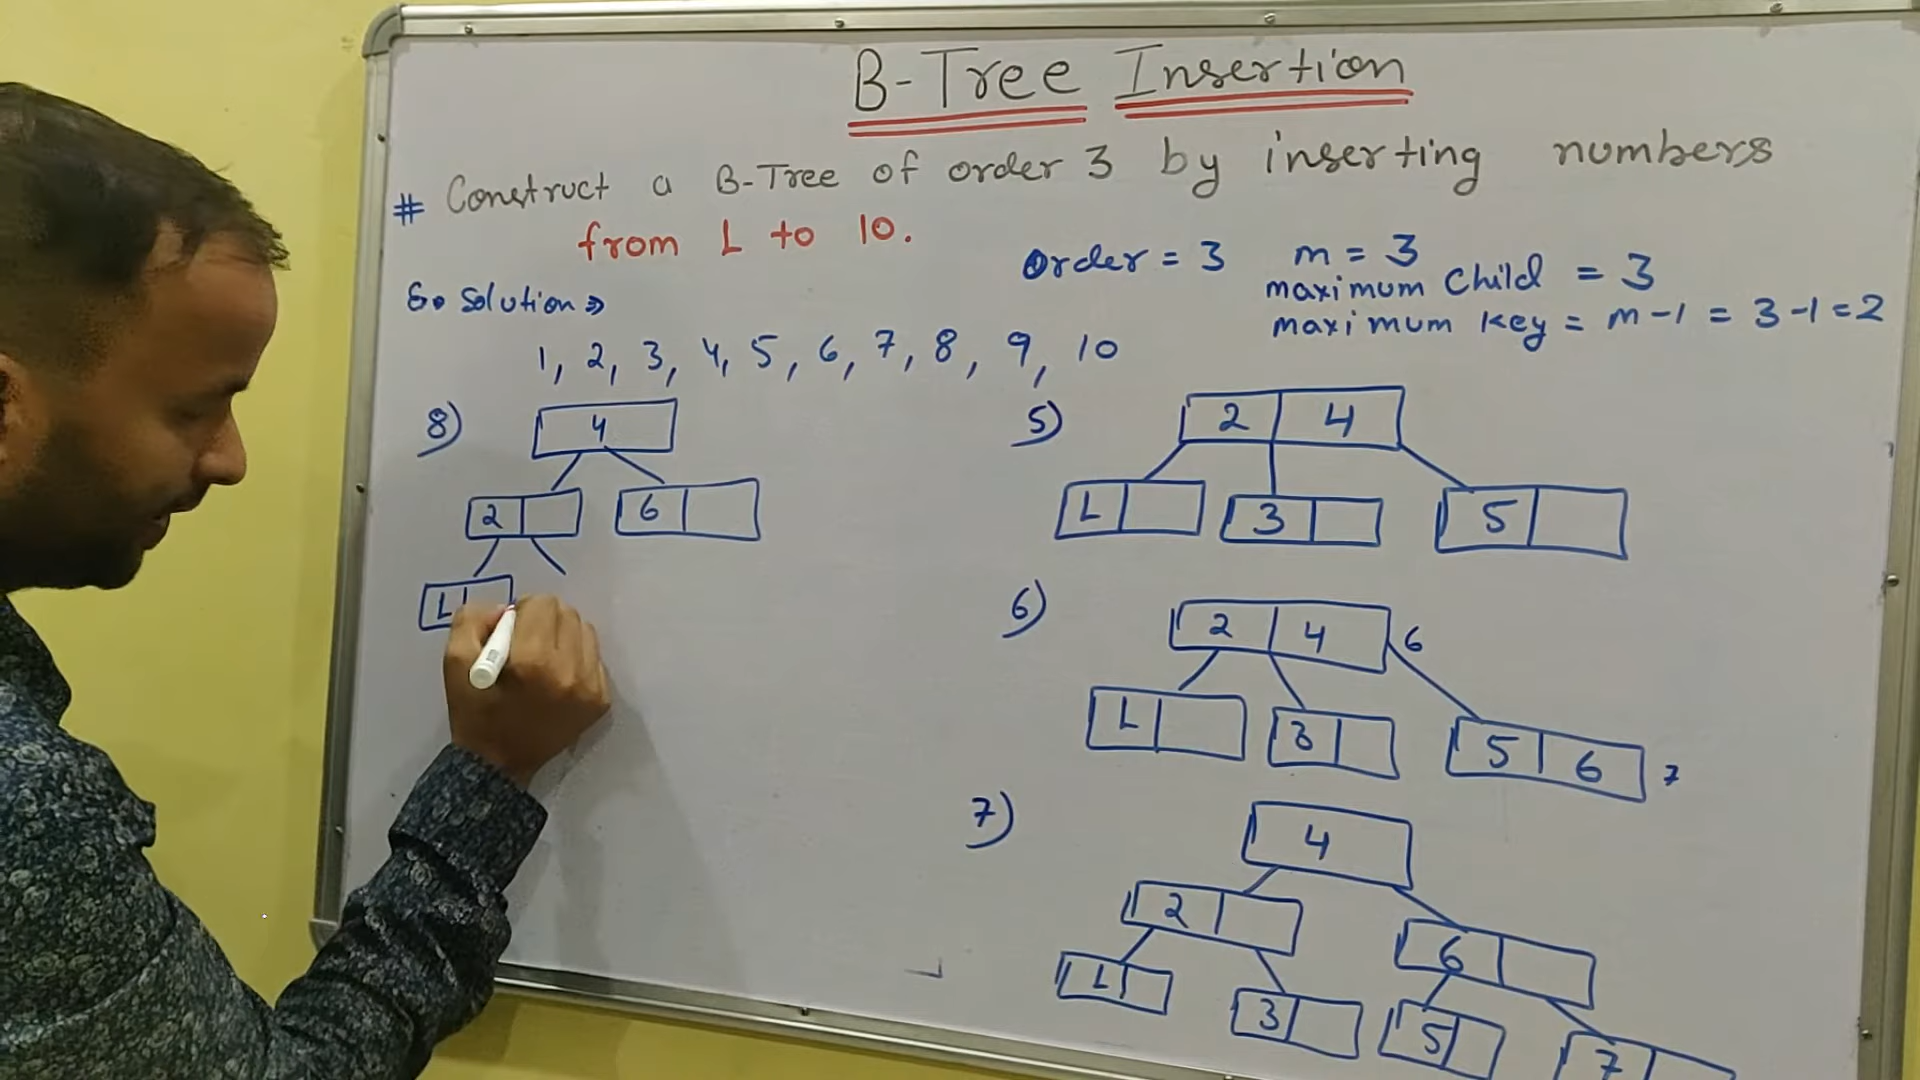 B-Tree Insertion
# Construct a B-Tree of order 3 by inserting numbers
from 1 to 10.
Order = 3 m = 3
maximum Child = 3
maximum key = m-1 = 3-1=2
So Solution ⇒
1, 2, 3, 4, 5, 6, 7, 8, 9, 10
8)
4
2 6
1
5)
2 4
1 3 5
6)
2 4 6
1 3 5 6 7
7)
4
2 6
1 3 5 7